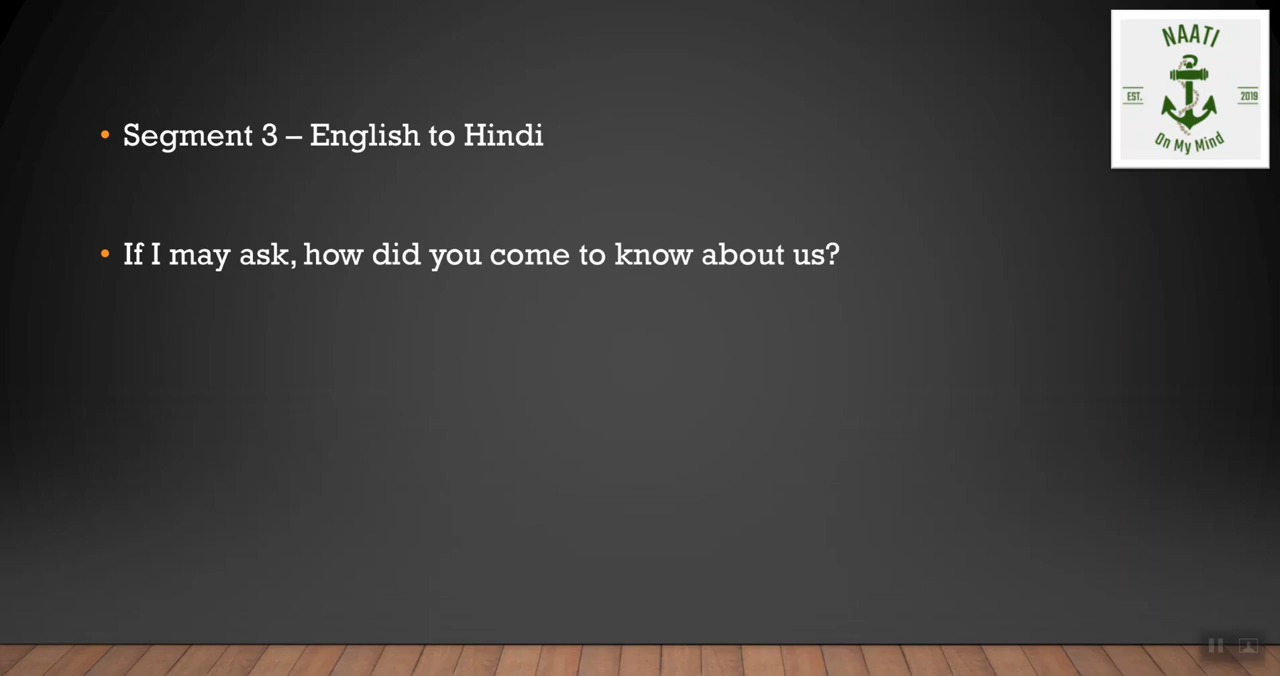 NAATI
EST. 2019
On My Mind
Segment 3 – English to Hindi
If I may ask, how did you come to know about us?